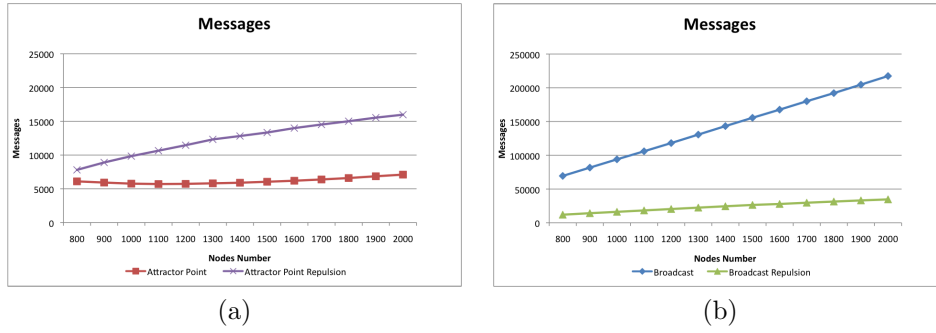 Messages
25000
20000
15000
10000
5000
0
Messages
800 900 1000 1100 1200 1300 1400 1500 1600 1700 1800 1900 2000
Nodes Number
Attractor Point Attractor Point Repulsion
(a)
Messages
250000
200000
150000
100000
50000
0
Messages
800 900 1000 1100 1200 1300 1400 1500 1600 1700 1800 1900 2000
Nodes Number
Broadcast Broadcast Repulsion
(b)